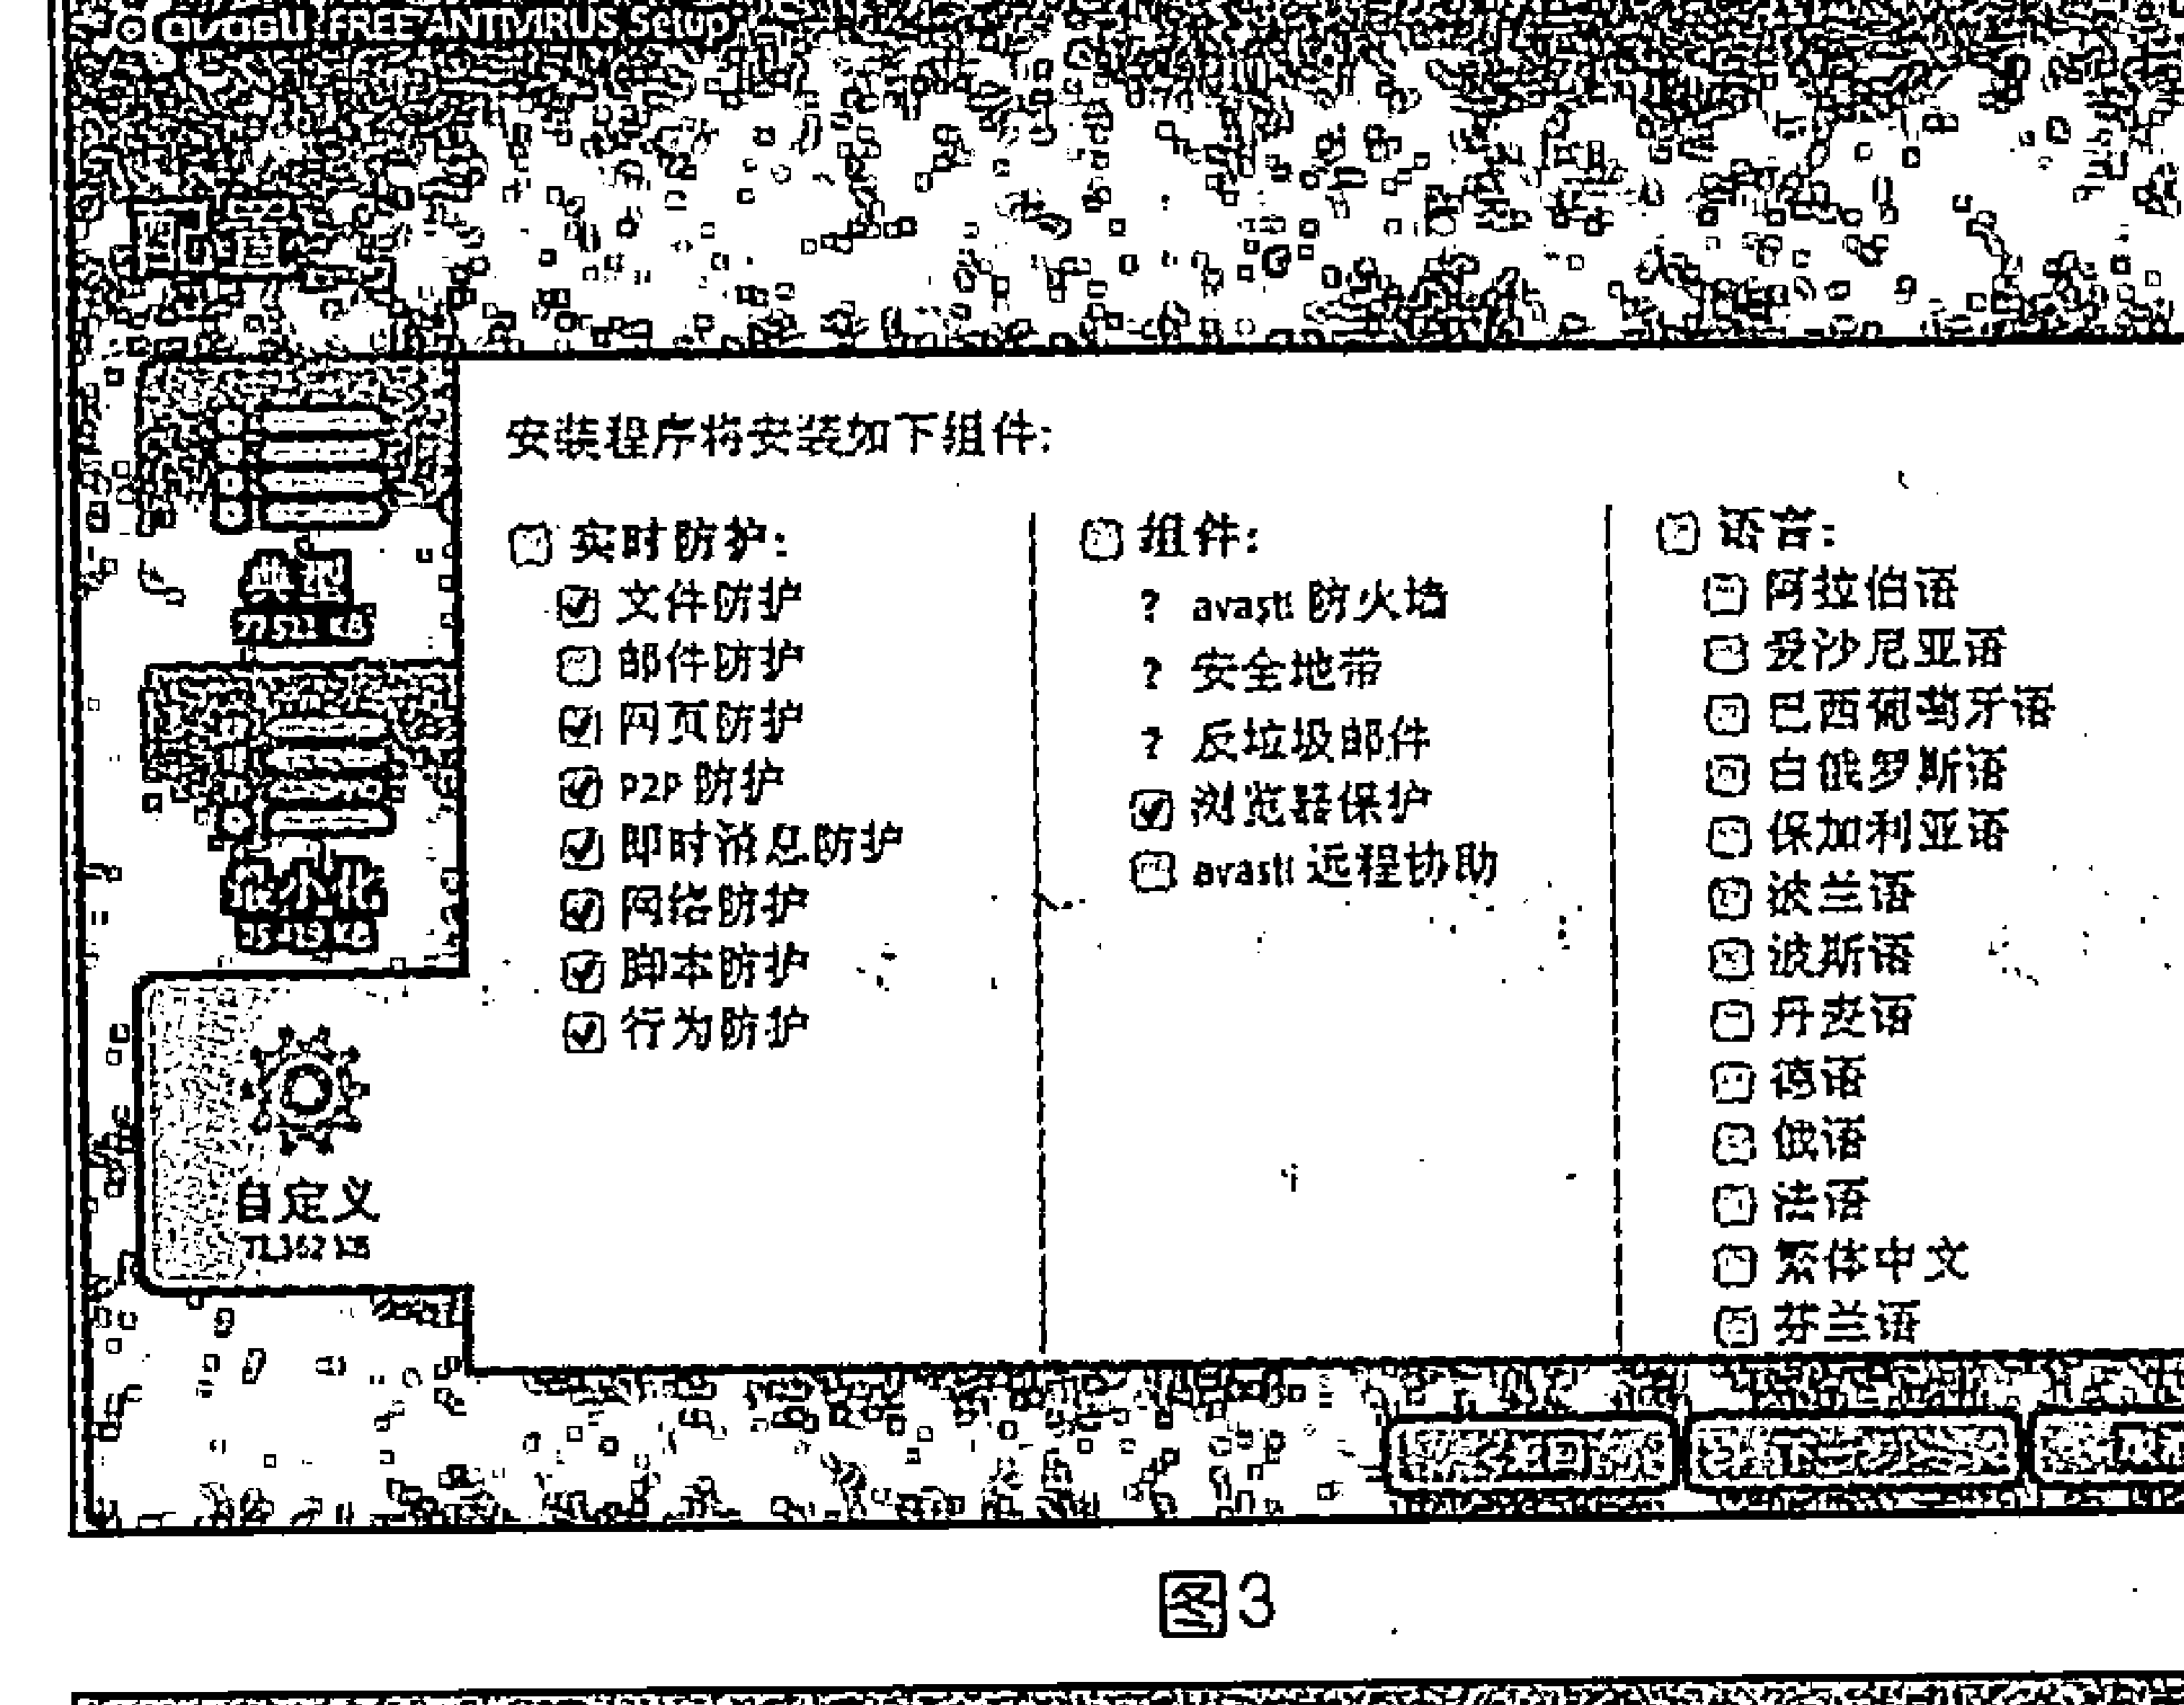 avast! FREE ANTIVIRUS Setup
配置
典型
最小化
自定义
安装程序将安装如下组件:
实时防护:
文件防护
邮件防护
网页防护
P2P 防护
即时消息防护
网络防护
脚本防护
行为防护
组件:
? avast! 防火墙
? 安全地带
? 反垃圾邮件
浏览器保护
avast! 远程协助
语言:
阿拉伯语
爱沙尼亚语
巴西葡萄牙语
白俄罗斯语
保加利亚语
波兰语
波斯语
丹麦语
德语
俄语
法语
繁体中文
芬兰语
返回
下一步
图3